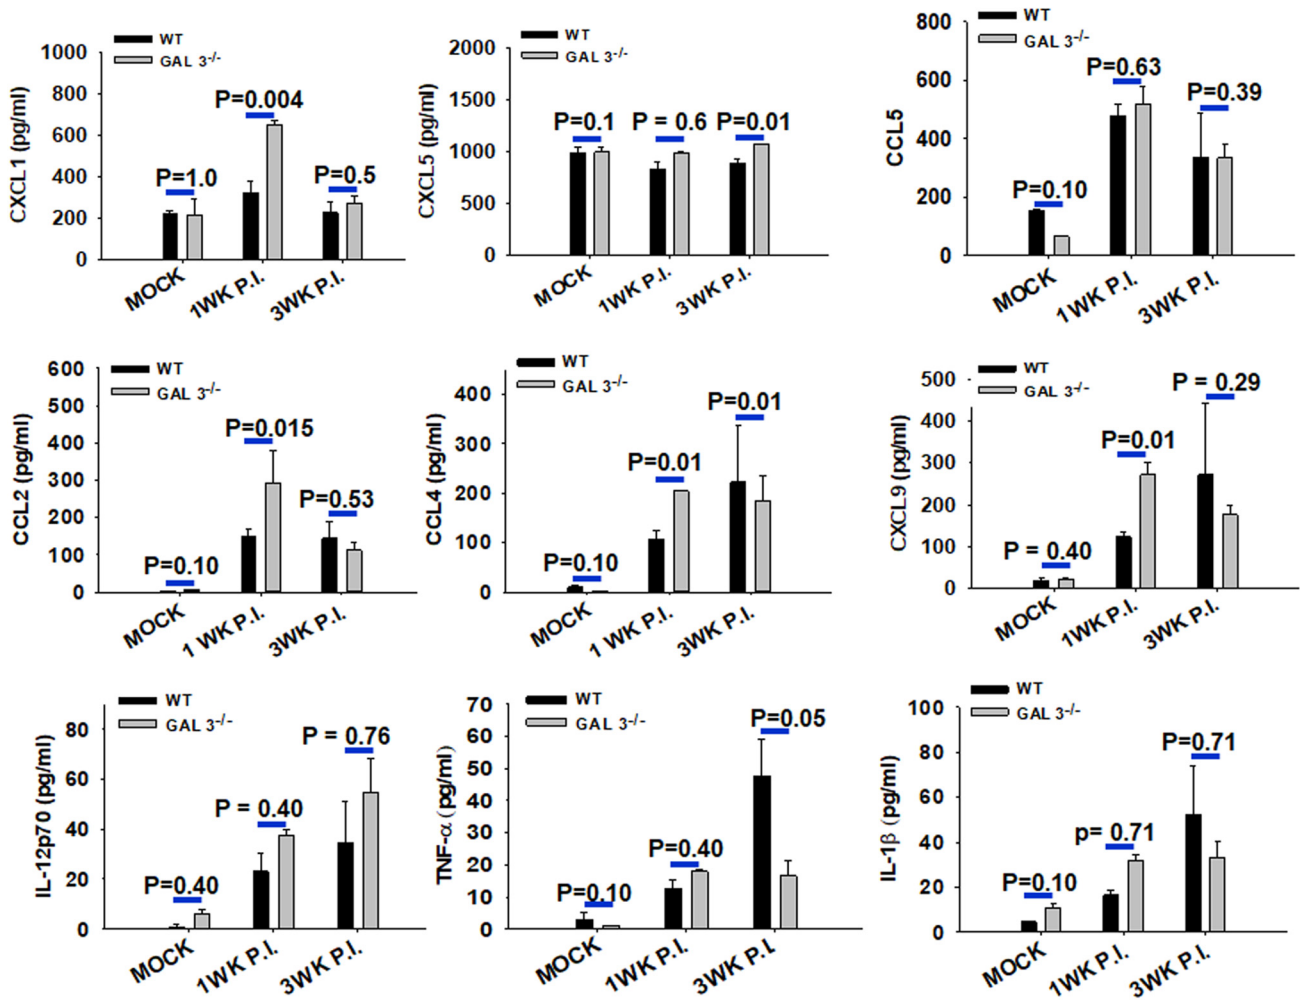 WT
GAL 3-/-
CXCL1 (pg/ml)
1000
800
600
400
200
0
P=1.0
P=0.004
P=0.5
MOCK
1WK P.I.
3WK P.I.
WT
GAL 3-/-
CXCL5 (pg/ml)
2000
1500
1000
500
0
P=0.1
P = 0.6
P=0.01
MOCK
1WK P.I.
3WK P.I.
WT
GAL 3-/-
CCL5
800
600
400
200
0
P=0.10
P=0.63
P=0.39
MOCK
1WK P.I.
3WK P.I.
WT
GAL 3-/-
CCL2 (pg/ml)
600
500
400
300
200
100
0
P=0.10
P=0.015
P=0.53
MOCK
1 WK P.I.
3WK P.I.
WT
GAL 3-/-
CCL4 (pg/ml)
400
300
200
100
0
P=0.10
P=0.01
P=0.01
MOCK
1 WK P.I.
3WK P.I.
WT
GAL 3-/-
CXCL9 (pg/ml)
500
400
300
200
100
0
P = 0.40
P=0.01
P = 0.29
MOCK
1WK P.I.
3WK P.I.
WT
GAL 3-/-
IL-12p70 (pg/ml)
80
60
40
20
0
P=0.40
P = 0.40
P = 0.76
MOCK
1WK P.I.
3WK P.I.
WT
GAL 3-/-
TNF-α (pg/ml)
70
60
50
40
30
20
10
0
P=0.10
P=0.40
P=0.05
MOCK
1WK P.I.
3WK P.I.
WT
GAL 3-/-
IL-1β (pg/ml)
100
80
60
40
20
0
P=0.10
p= 0.71
P=0.71
MOCK
1WK P.I.
3WK P.I.